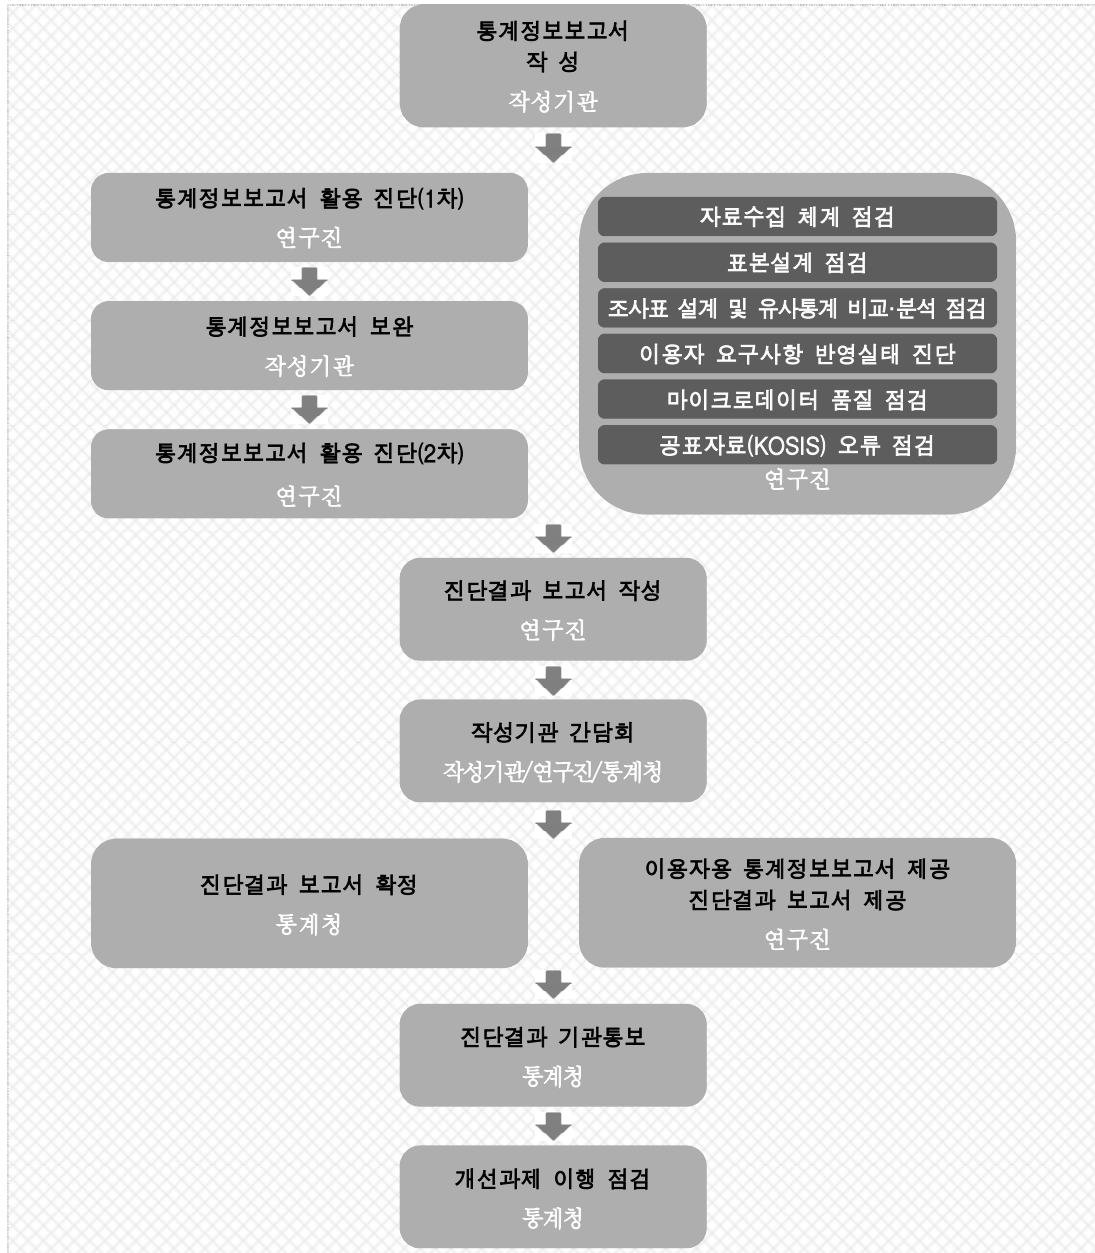 통계정보보고서
작 성
작성기관
통계정보보고서 활용 진단(1차)
연구진
통계정보보고서 보완
작성기관
통계정보보고서 활용 진단(2차)
연구진
자료수집 체계 점검
표본설계 점검
조사표 설계 및 유사통계 비교·분석 점검
이용자 요구사항 반영실태 진단
마이크로데이터 품질 점검
공표자료(KOSIS) 오류 점검
연구진
진단결과 보고서 작성
연구진
작성기관 간담회
작성기관/연구진/통계청
진단결과 보고서 확정
통계청
이용자용 통계정보보고서 제공
진단결과 보고서 제공
연구진
진단결과 기관통보
통계청
개선과제 이행 점검
통계청